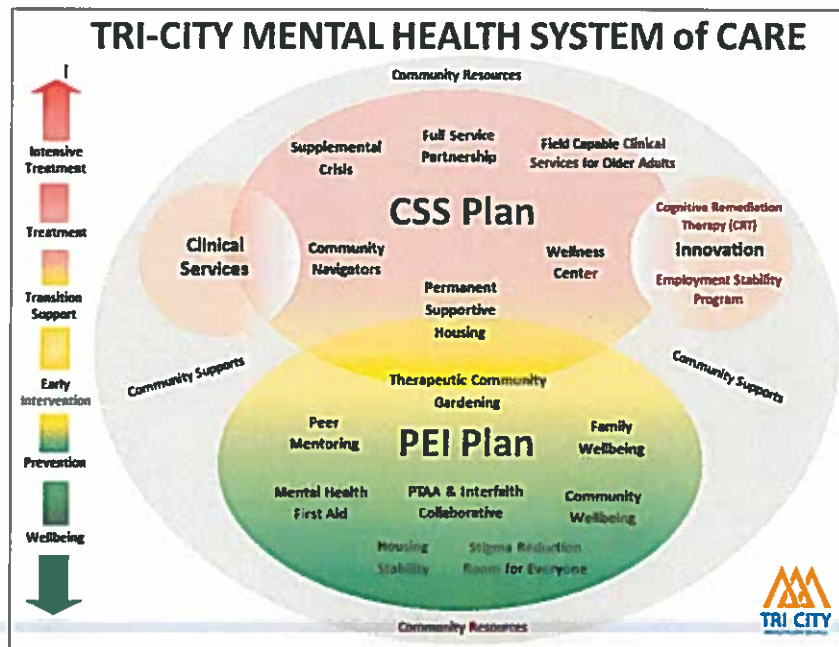 TRI-CITY MENTAL HEALTH SYSTEM of CARE
Community Resources
Intensive
Treatment
Treatment
Transition
Support
Early
Intervention
Prevention
Wellbeing
Supplemental
Crisis
Full Service
Partnership
Field Capable Clinical
Services for Older Adults
CSS Plan
Clinical
Services
Community
Navigators
Wellness
Center
Cognitive Remediation
Therapy (CRT)
Innovation
Employment Stability
Program
Permanent
Supportive
Housing
Community Supports
Community Supports
Therapeutic Community
Gardening
Peer
Mentoring
PEI Plan
Family
Wellbeing
Mental Health
First Aid
PTAA & Interfaith
Collaborative
Community
Wellbeing
Housing
Stability
Stigma Reduction
Room for Everyone
Community Resources
TRI CITY